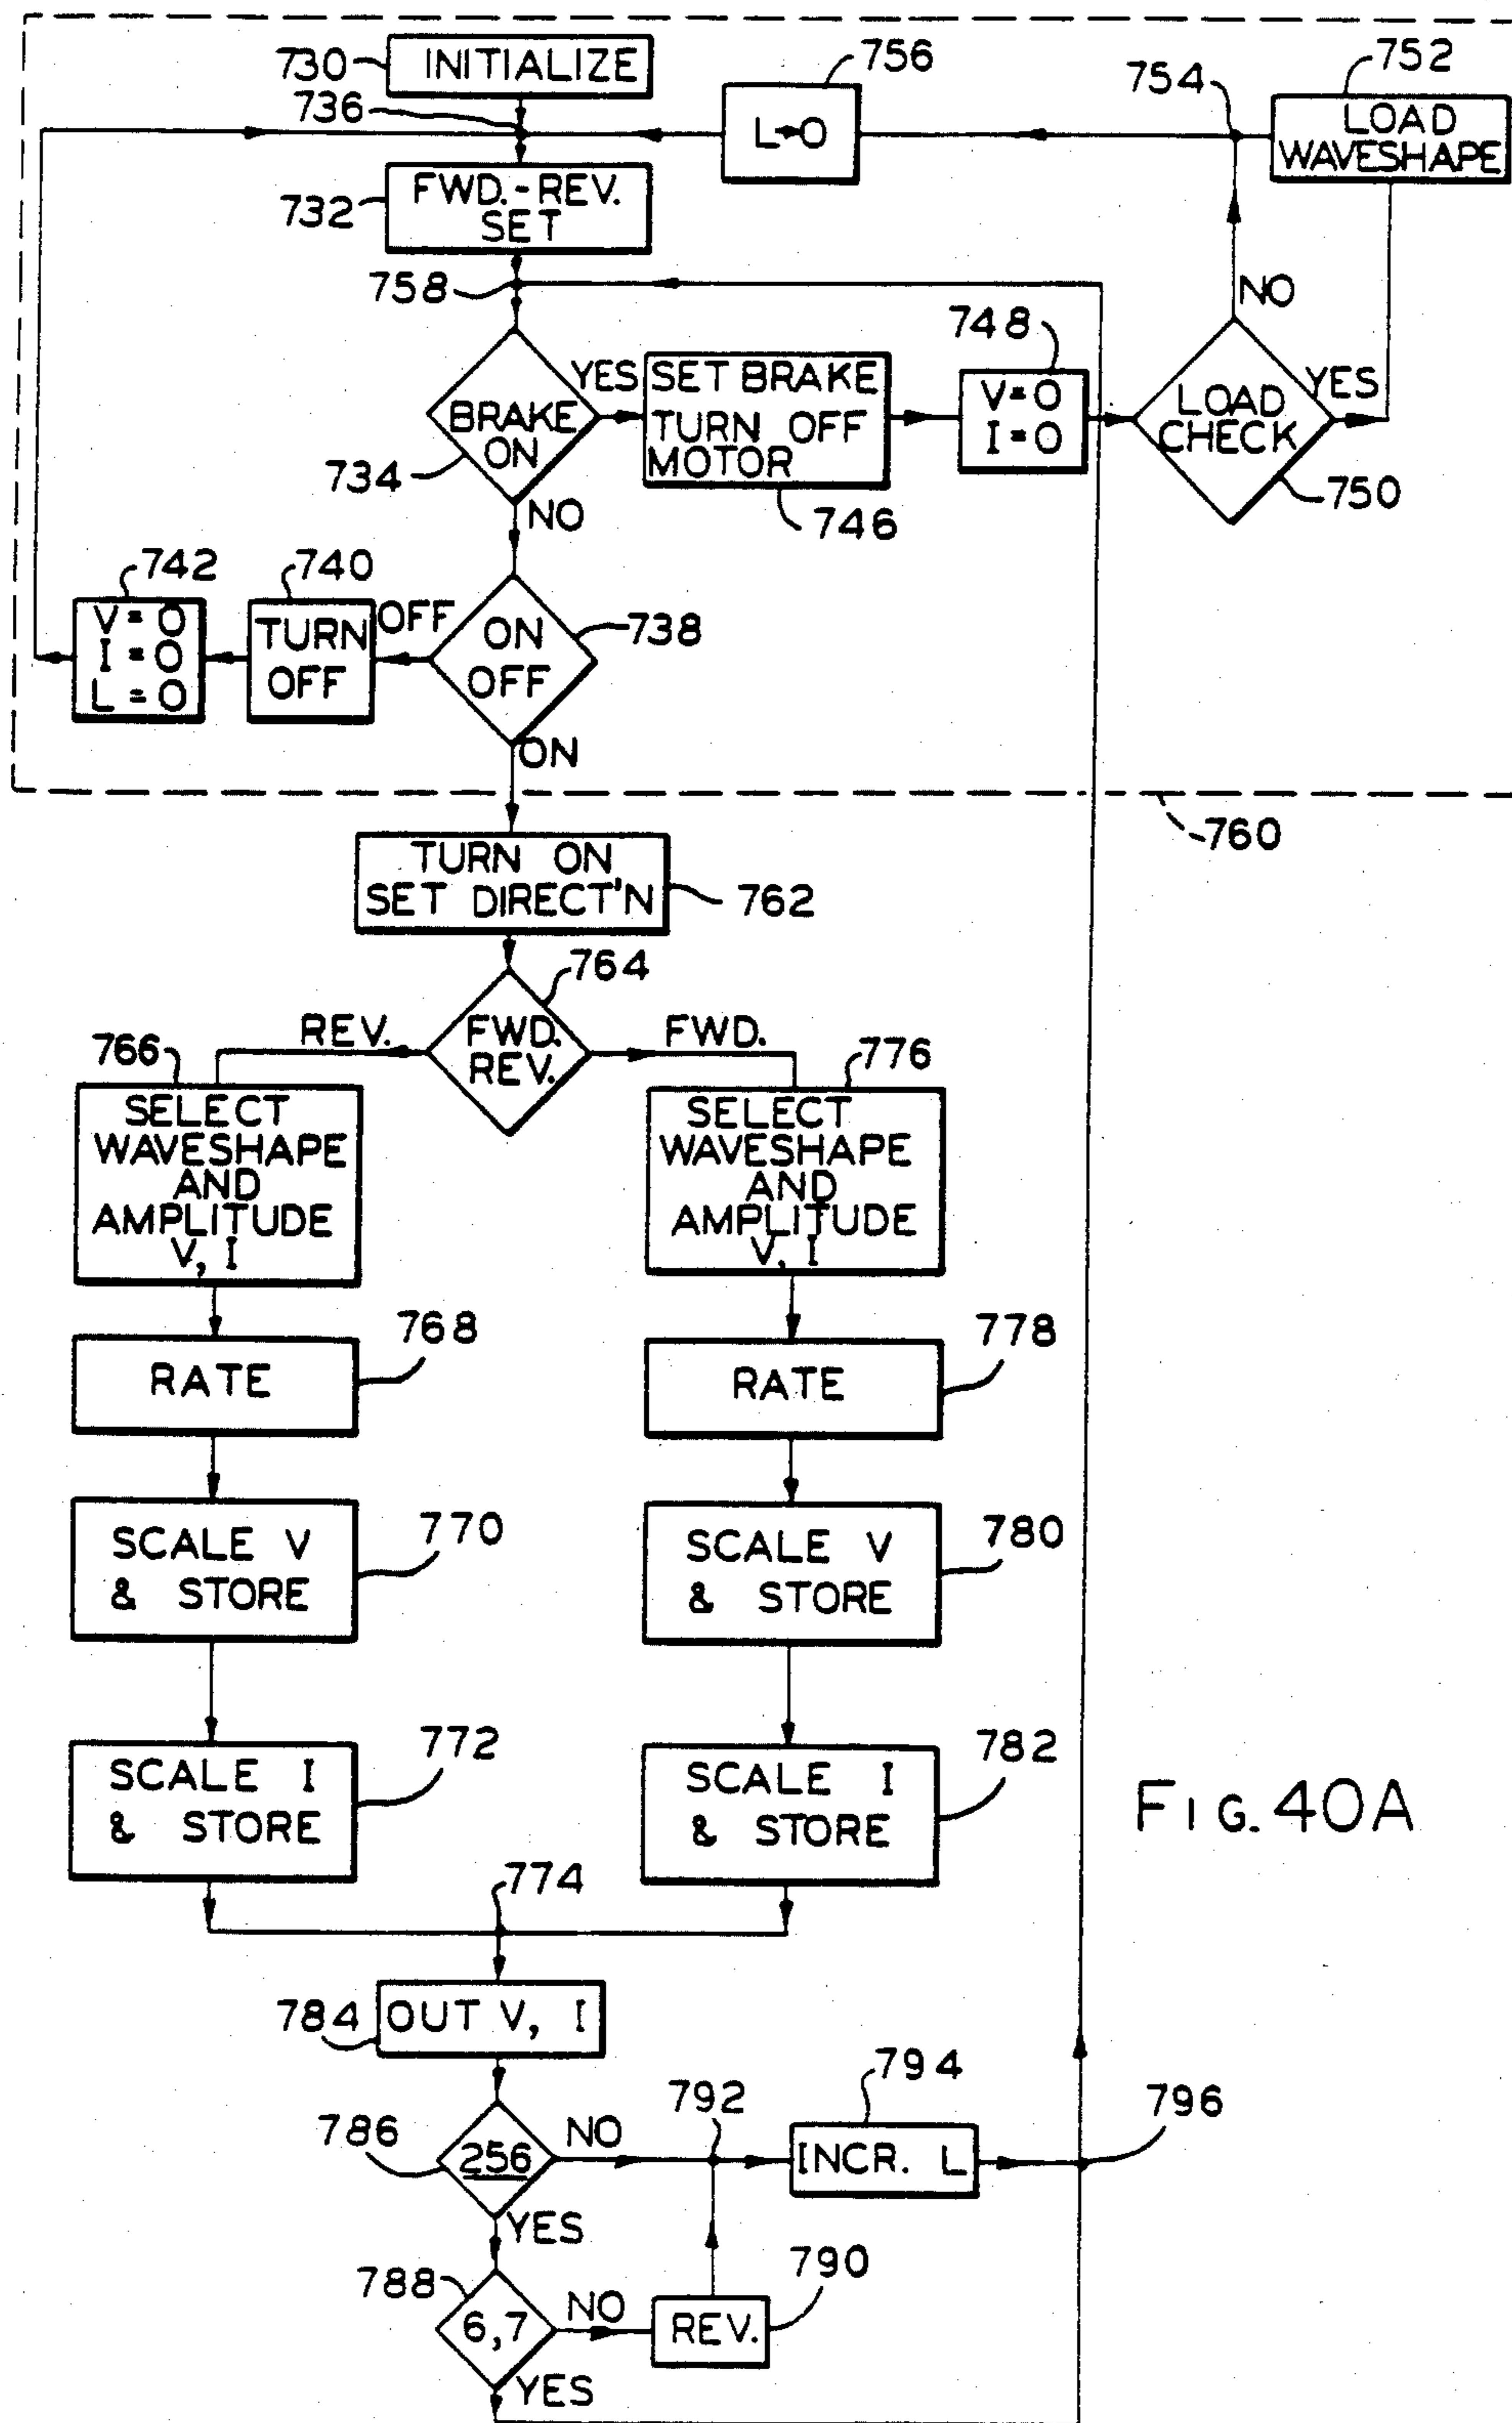 730
INITIALIZE
736
756
L→O
754
752
LOAD
WAVESHAPE
732
FWD.-REV.
SET
758
NO
748
734
BRAKE
ON
YES
SET BRAKE
TURN OFF
MOTOR
746
V=O
I=O
LOAD
CHECK
YES
750
NO
742
V = O
I = O
L = O
740
TURN
OFF
OFF
ON
OFF
738
ON
760
TURN ON
SET DIRECT'N
762
764
REV.
FWD.
REV.
FWD.
766
SELECT
WAVESHAPE
AND
AMPLITUDE
V, I
776
SELECT
WAVESHAPE
AND
AMPLITUDE
V, I
768
RATE
778
RATE
770
SCALE V
& STORE
780
SCALE V
& STORE
772
SCALE I
& STORE
782
SCALE I
& STORE
FIG. 40A
774
784
OUT V, I
786
256
NO
792
794
INCR. L
796
YES
788
6,7
NO
790
REV.
YES